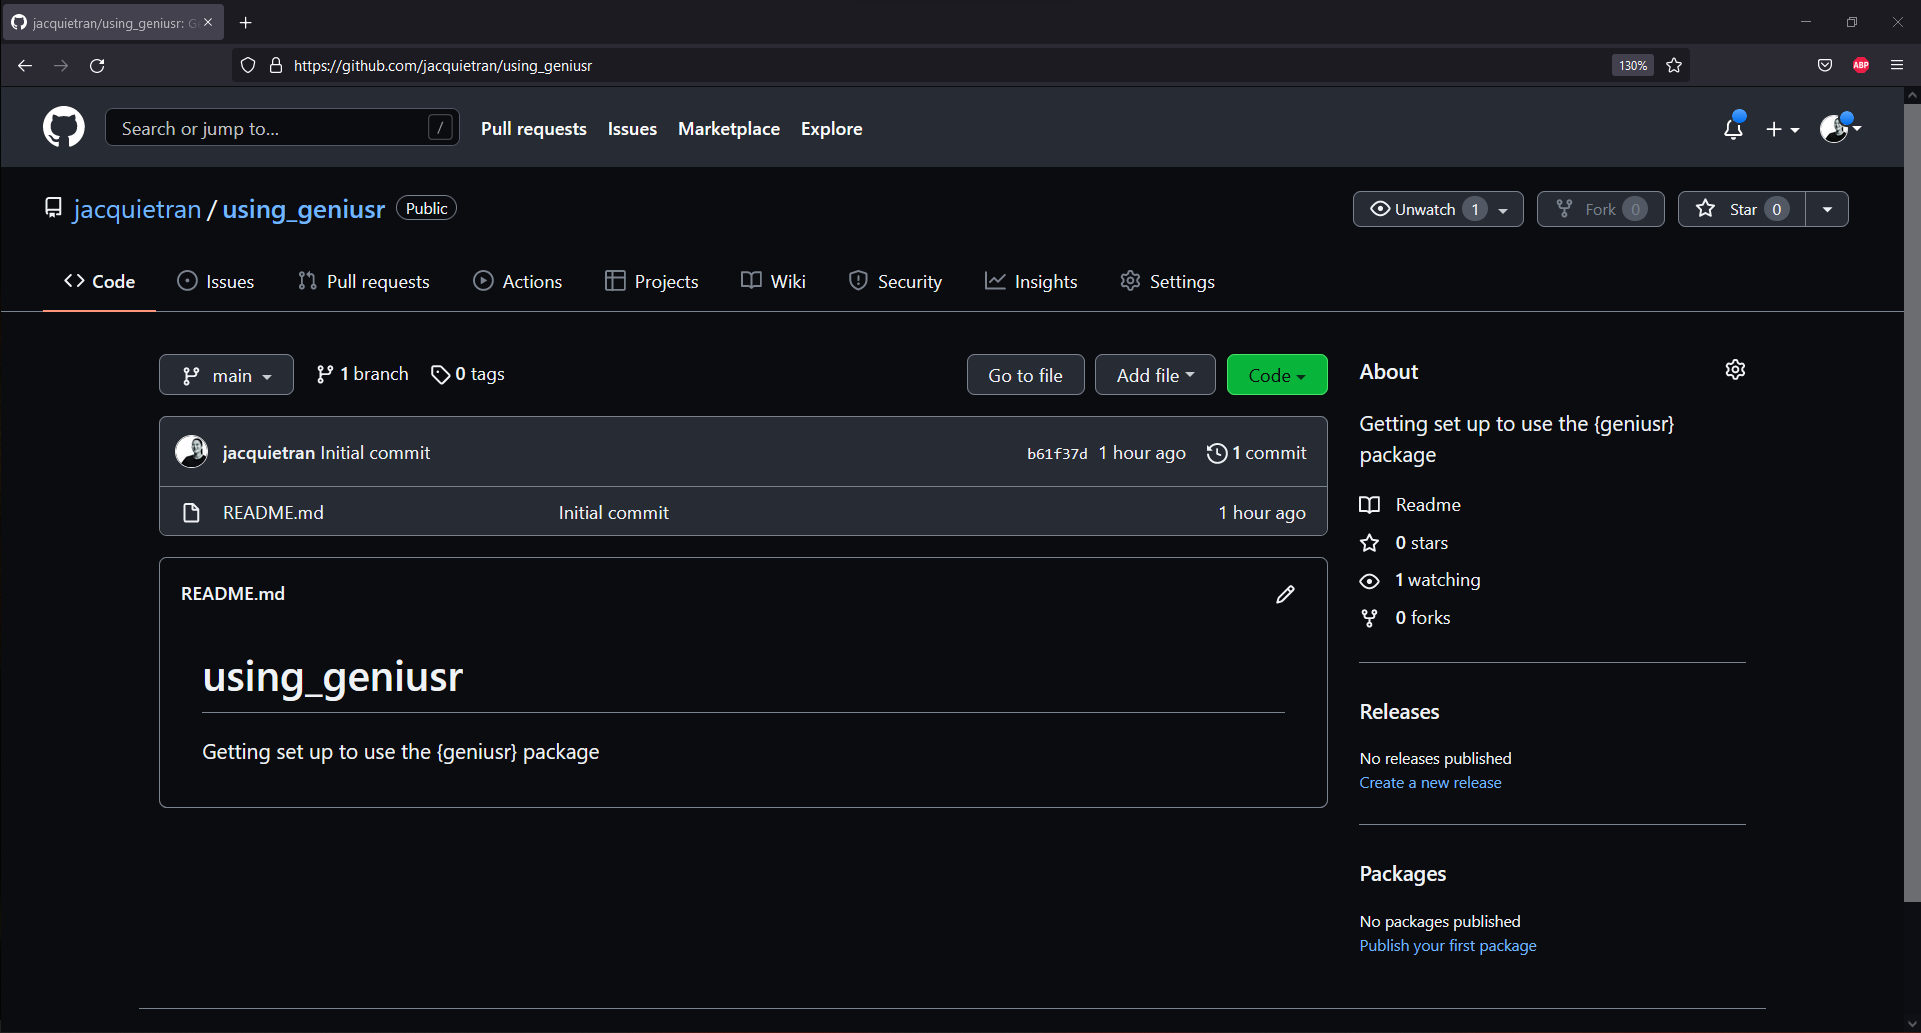 jacquietran/using_geniusr: G
https://github.com/jacquietran/using_geniusr
130%
ABP
Search or jump to...
/
Pull requests Issues Marketplace Explore
jacquietran / using_geniusr Public
Unwatch 1
Fork 0
Star 0
Code Issues Pull requests Actions Projects Wiki Security Insights Settings
main 1 branch 0 tags
Go to file Add file Code
jacquietran Initial commit b61f37d 1 hour ago 1 commit
README.md Initial commit 1 hour ago
README.md
using_geniusr
Getting set up to use the {geniusr} package
About
Getting set up to use the {geniusr}
package
Readme
0 stars
1 watching
0 forks
Releases
No releases published
Create a new release
Packages
No packages published
Publish your first package